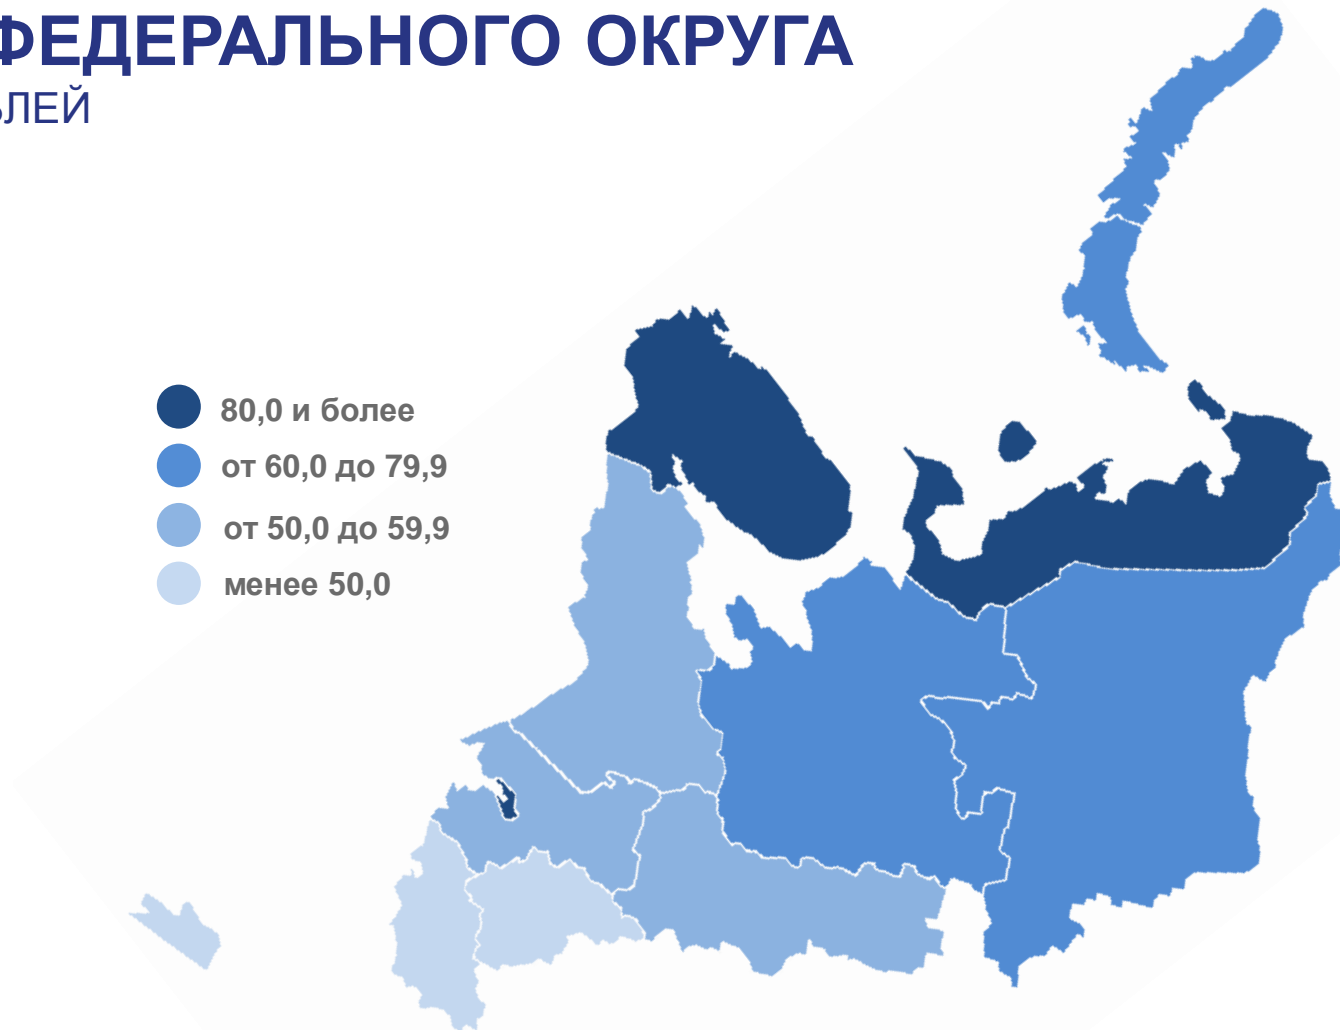 ФЕДЕРАЛЬНОГО ОКРУГА
БЛЕЙ
80,0 и более
от 60,0 до 79,9
от 50,0 до 59,9
менее 50,0